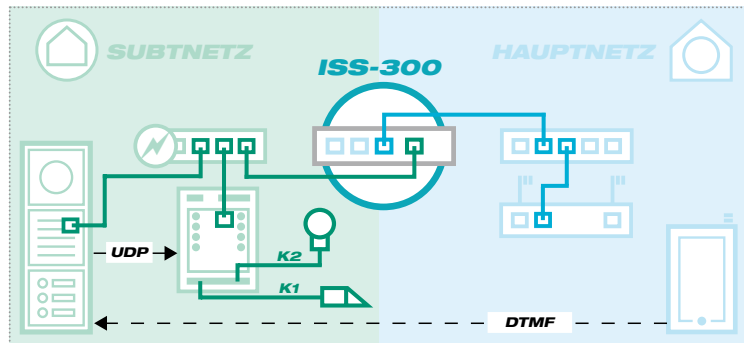 SUBTNETZ
ISS-300
HAUPTNETZ
UDP
K2
K1
DTMF